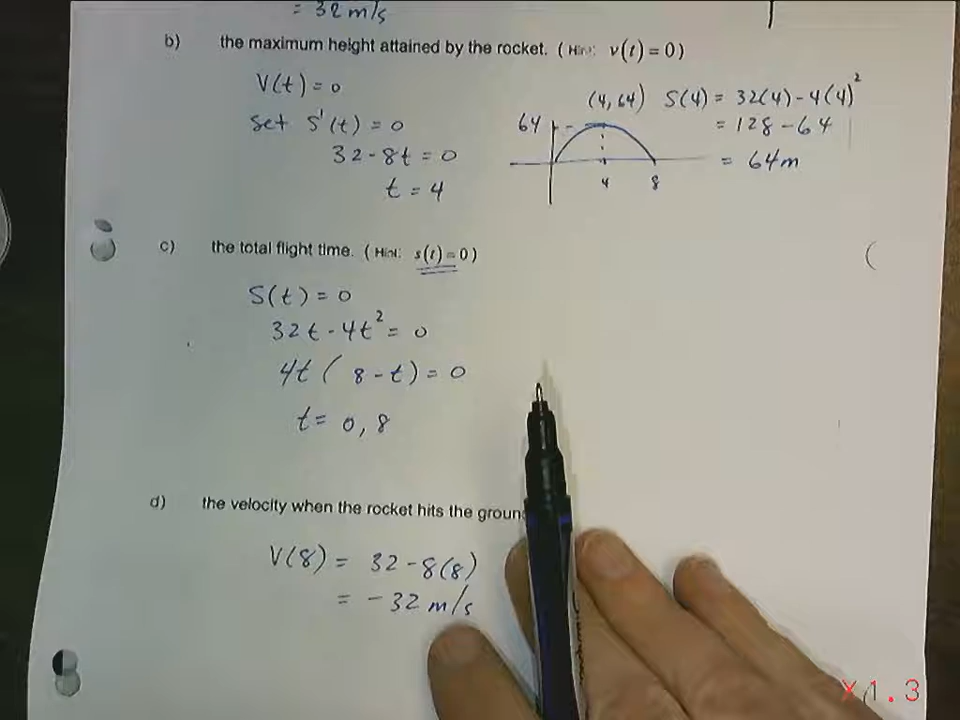 = 32 m/s
b) the maximum height attained by the rocket. (Hint: v(t) = 0)
V(t) = 0
set S'(t) = 0
32 - 8t = 0
t = 4
(4, 64) S(4) = 32(4) - 4(4)²
= 128 - 64
= 64m
64
4 8
c) the total flight time. (Hint: s(t) = 0)
S(t) = 0
32t - 4t² = 0
4t ( 8 - t) = 0
t = 0, 8
d) the velocity when the rocket hits the groun
V(8) = 32 - 8(8)
= -32 m/s